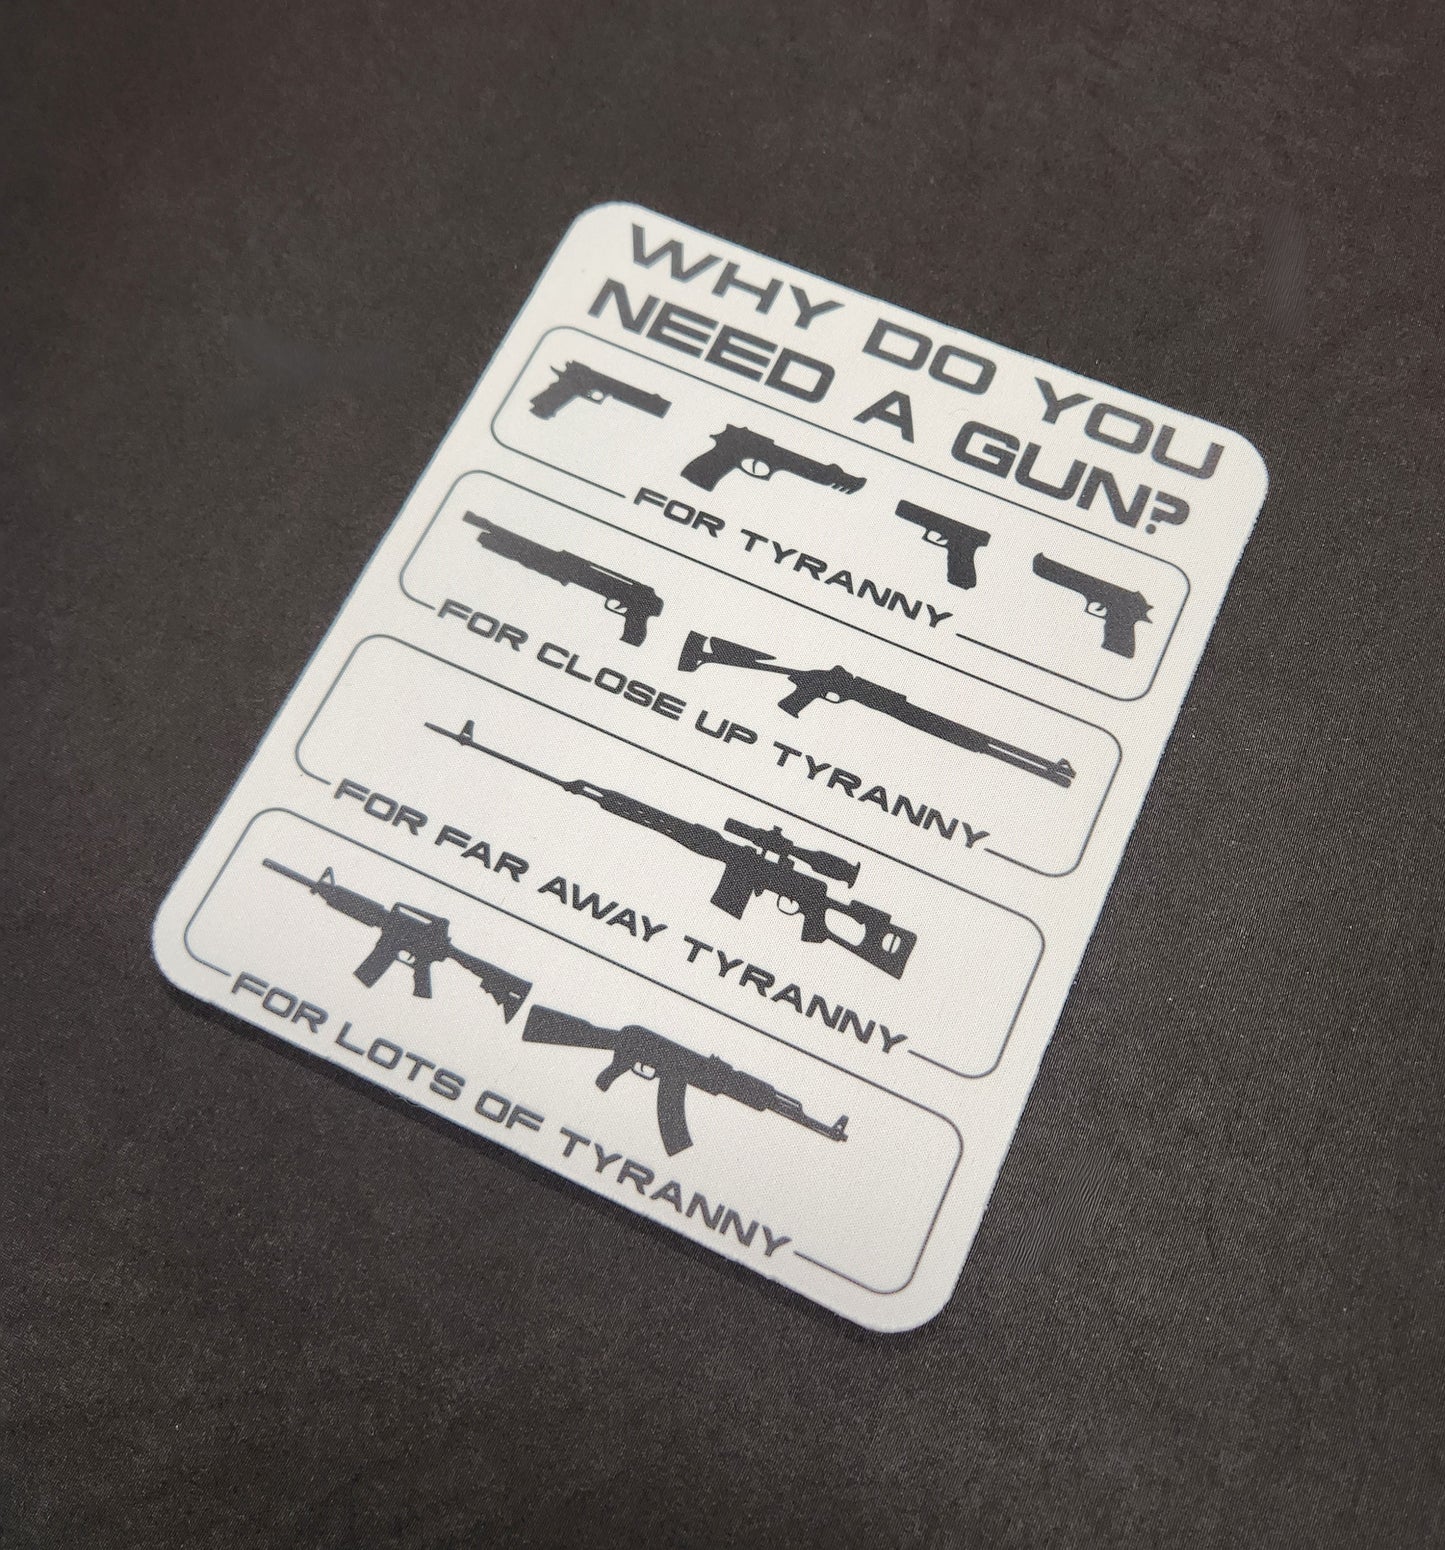 WHY DO YOU
NEED A GUN?
FOR TYRANNY
FOR CLOSE UP TYRANNY
FOR FAR AWAY TYRANNY
FOR LOTS OF TYRANNY